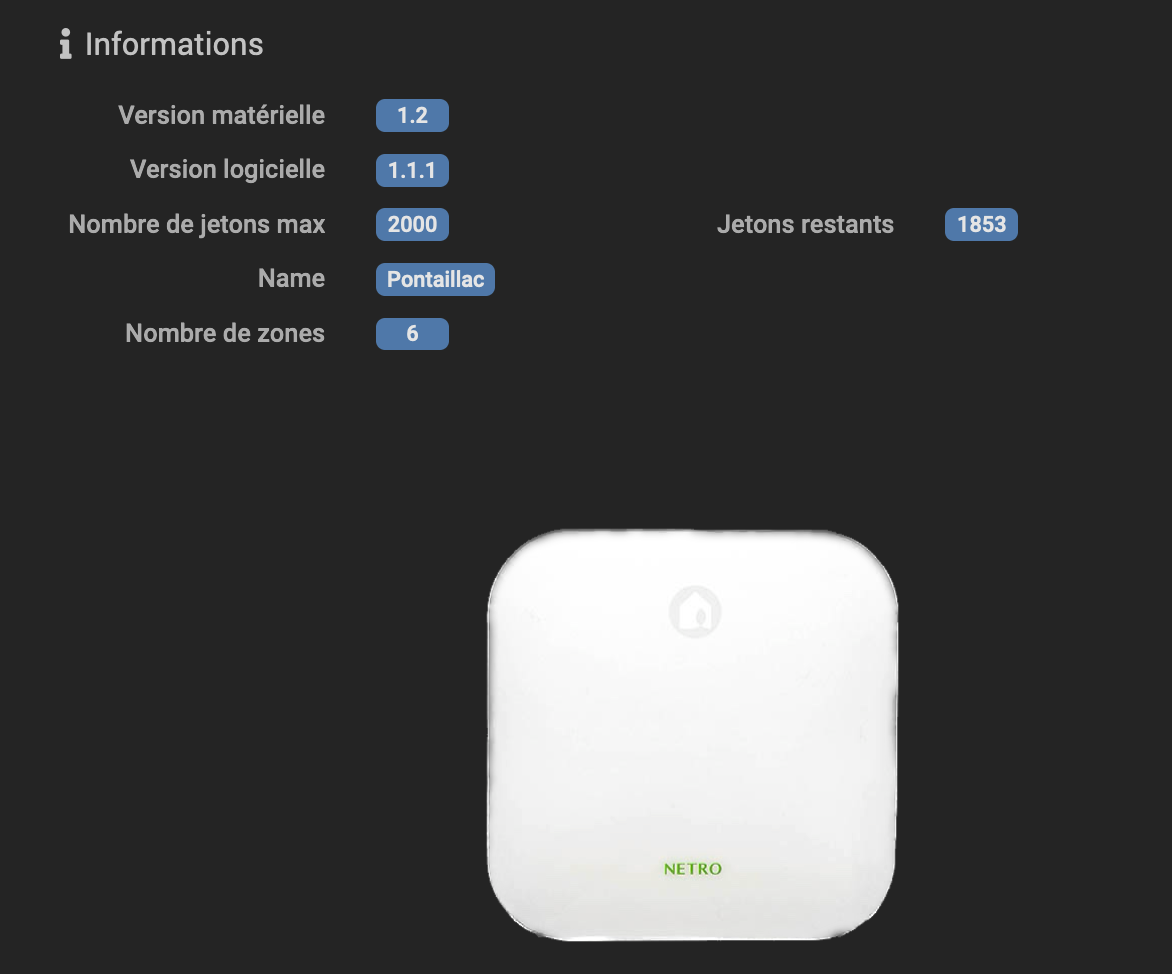 Informations
Version matérielle 1.2
Version logicielle 1.1.1
Nombre de jetons max 2000 Jetons restants 1853
Name Pontaillac
Nombre de zones 6
NETRO